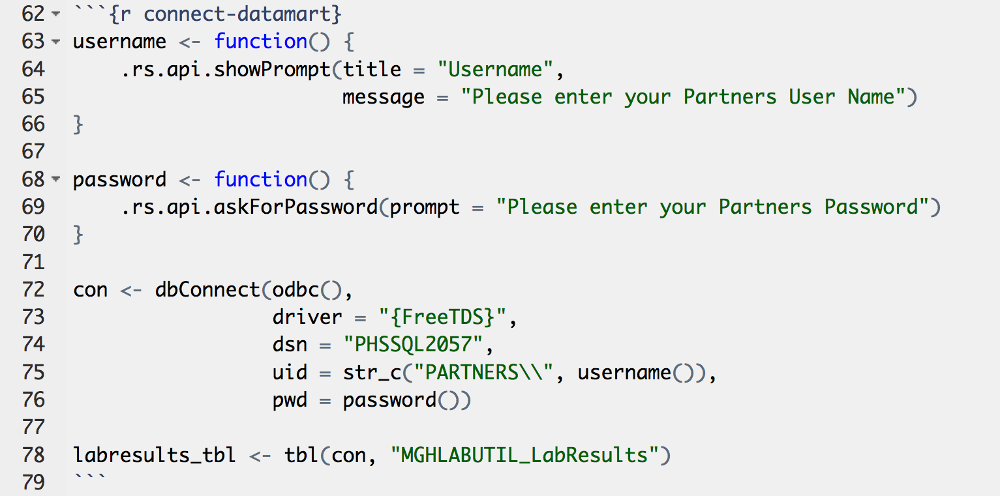 62 ```{r connect-datamart}
63 username <- function() {
64     .rs.api.showPrompt(title = "Username",
65                        message = "Please enter your Partners User Name")
66 }
67
68 password <- function() {
69     .rs.api.askForPassword(prompt = "Please enter your Partners Password")
70 }
71
72 con <- dbConnect(odbc(),
73                  driver = "{FreeTDS}",
74                  dsn = "PHSSQL2057",
75                  uid = str_c("PARTNERS\\", username()),
76                  pwd = password())
77
78 labresults_tbl <- tbl(con, "MGHLABUTIL_LabResults")
79 ```